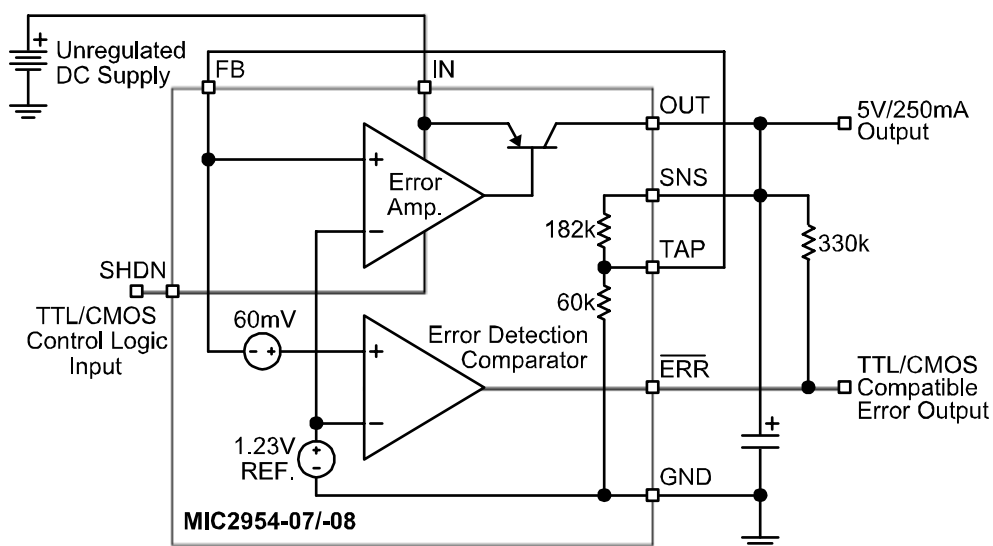 Unregulated
DC Supply
FB
IN
OUT
5V/250mA
Output
+
Error
Amp.
−
SNS
182k
330k
TAP
SHDN
60k
TTL/CMOS
Control Logic
Input
60mV
− +
+
Error Detection
Comparator
ERR
TTL/CMOS
Compatible
Error Output
−
1.23V
REF.
+
−
+
GND
MIC2954-07/-08
+